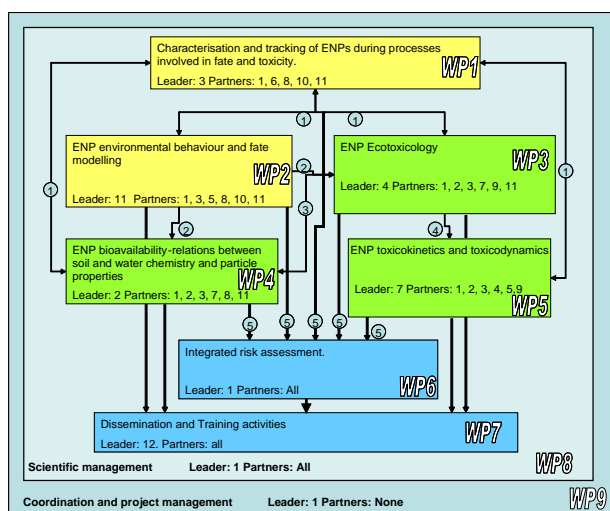 Characterisation and tracking of ENPs during processes
involved in fate and toxicity.
WP1
Leader: 3 Partners: 1, 6, 8, 10, 11
1
1
1
1
ENP environmental behaviour and fate
modelling
WP2
Leader: 11 Partners: 1, 3, 5, 8, 10, 11
2
3
ENP Ecotoxicology
WP3
Leader: 4 Partners: 1, 2, 3, 7, 9, 11
2
4
ENP bioavailability-relations between
soil and water chemistry and particle
properties
WP4
Leader: 2 Partners: 1, 2, 3, 7, 8, 11
ENP toxicokinetics and toxicodynamics
Leader: 7 Partners: 1, 2, 3, 4, 5,9
WP5
5
5
5
5
5
Integrated risk assessment.
Leader: 1 Partners: All
WP6
Dissemination and Training activities
Leader: 12. Partners: all
WP7
Scientific management Leader: 1 Partners: All
WP8
Coordination and project management Leader: 1 Partners: None
WP9